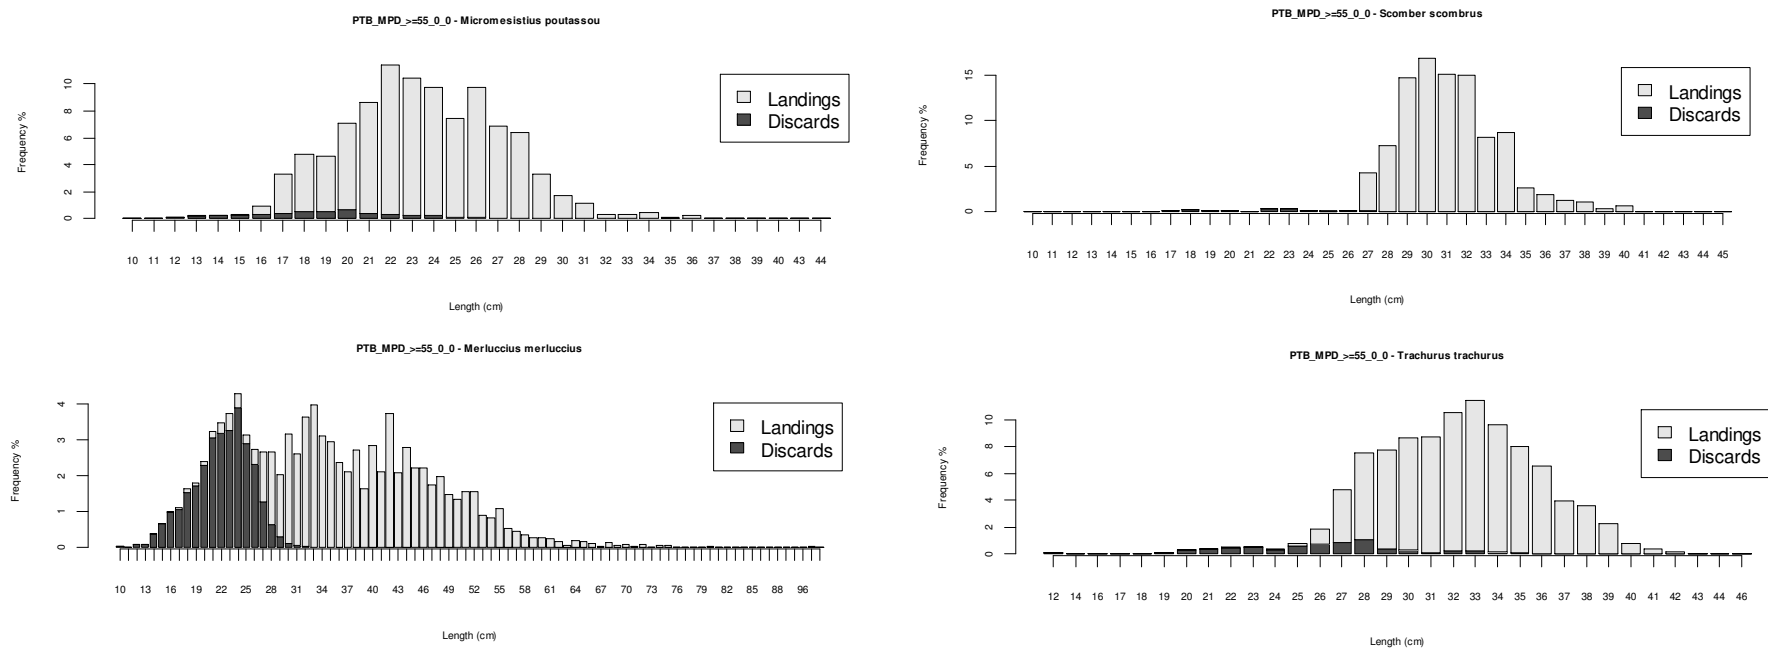 PTB_MPD_>=55_0_0 - Micromesistius poutassou
Frequency %
0 2 4 6 8 10
Landings
Discards
10 11 12 13 14 15 16 17 18 19 20 21 22 23 24 25 26 27 28 29 30 31 32 33 34 35 36 37 38 39 40 43 44
Length (cm)
PTB_MPD_>=55_0_0 - Scomber scombrus
Frequency %
0 5 10 15
Landings
Discards
10 11 12 13 14 15 16 17 18 19 20 21 22 23 24 25 26 27 28 29 30 31 32 33 34 35 36 37 38 39 40 41 42 43 44 45
Length (cm)
PTB_MPD_>=55_0_0 - Merluccius merluccius
Frequency %
0 1 2 3 4
Landings
Discards
10 13 16 19 22 25 28 31 34 37 40 43 46 49 52 55 58 61 64 67 70 73 76 79 82 85 88 96
Length (cm)
PTB_MPD_>=55_0_0 - Trachurus trachurus
Frequency %
0 2 4 6 8 10
Landings
Discards
12 14 16 17 18 19 20 21 22 23 24 25 26 27 28 29 30 31 32 33 34 35 36 37 38 39 40 41 42 43 44 46
Length (cm)